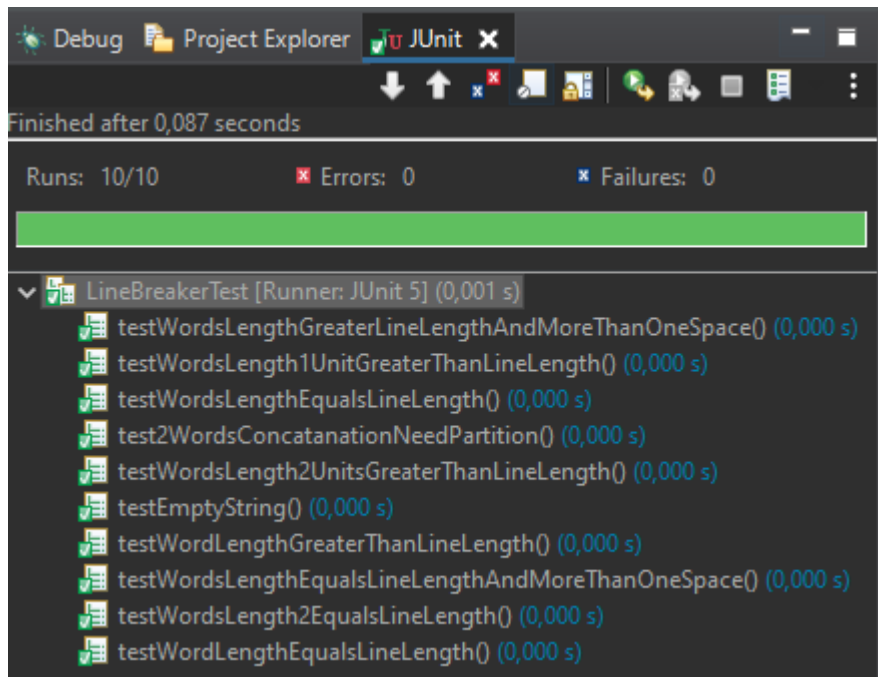 Debug Project Explorer JUnit
Finished after 0,087 seconds
Runs: 10/10 Errors: 0 Failures: 0
LineBreakerTest [Runner: JUnit 5] (0,001 s)
testWordsLengthGreaterLineLengthAndMoreThanOneSpace() (0,000 s)
testWordsLength1UnitGreaterThanLineLength() (0,000 s)
testWordsLengthEqualsLineLength() (0,000 s)
test2WordsConcatanationNeedPartition() (0,000 s)
testWordsLength2UnitsGreaterThanLineLength() (0,000 s)
testEmptyString() (0,000 s)
testWordLengthGreaterThanLineLength() (0,000 s)
testWordsLengthEqualsLineLengthAndMoreThanOneSpace() (0,000 s)
testWordsLength2EqualsLineLength() (0,000 s)
testWordLengthEqualsLineLength() (0,000 s)